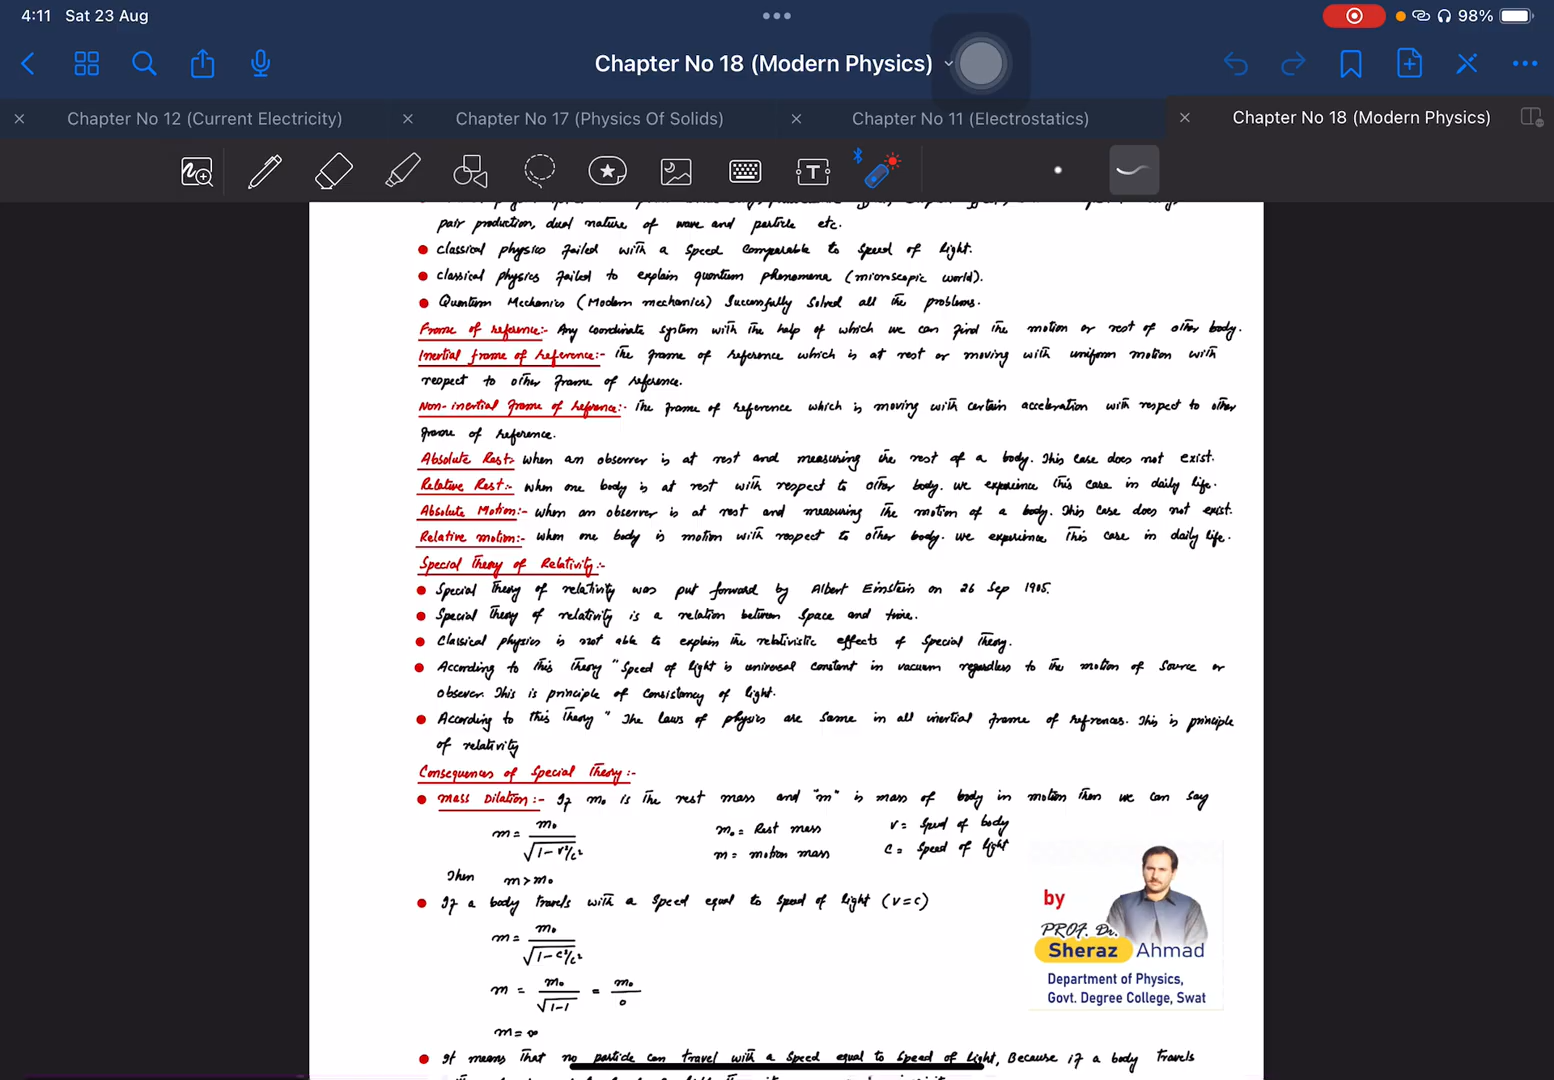 4:11 Sat 23 Aug
98%
Chapter No 18 (Modern Physics)
Chapter No 12 (Current Electricity)
Chapter No 17 (Physics Of Solids)
Chapter No 11 (Electrostatics)
Chapter No 18 (Modern Physics)
pair production, dual nature of wave and particle etc.
• Classical physics failed with a speed comparable to speed of light.
• Classical physics failed to explain quantum phenomena (microscopic world).
• Quantum Mechanics (Modern mechanics) Successfully solved all the problems.
Frame of reference:- Any coordinate system with the help of which we can find the motion or rest of other body.
Inertial frame of reference:- The frame of reference which is at rest or moving with uniform motion with
respect to other frame of reference.
Non-inertial frame of refrence:- The frame of reference which is moving with certain acceleration with respect to other
frame of reference.
Absolute Rest:- when an observer is at rest and measuring the rest of a body. This case does not exist.
Relative Rest:- when one body is at rest with respect to other body. we experience this case in daily life.
Absolute Motion:- when an observer is at rest and measuring the motion of a body. This case does not exist.
Relative motion:- when one body is motion with respect to other body. we experience this case in daily life.
Special Theory of Relativity:-
• Special Theory of relativity was put forward by Albert Einstein on 26 Sep 1905.
• Special Theory of relativity is a relation between space and time.
• Classical physics is not able to explain the relativistic effects of special Theory.
• According to this Theory "Speed of light is universal constant in vacuum regardless to the motion of source or
observer. This is principle of consistancy of light.
• According to this Theory "The laws of physics are same in all inertial frame of refrences. This is principle
of relativity
Consequences of Special Theory:-
• Mass Dilation:- If m₀ is the rest mass and "m" is mass of body in motion then we can say
m = m₀/√(1-v²/c²) m₀ = Rest mass v = Speed of body
m = motion mass c = Speed of light
Then m > m₀
• If a body travels with a speed equal to speed of light (v=c)
m = m₀/√(1-c²/c²)
m = m₀/√(1-1) = m₀/0
m = ∞
• It means that no particle can travel with a speed equal to speed of light, Because if a body travels
by
PROF. Dr.
Sheraz Ahmad
Department of Physics,
Govt. Degree College, Swat